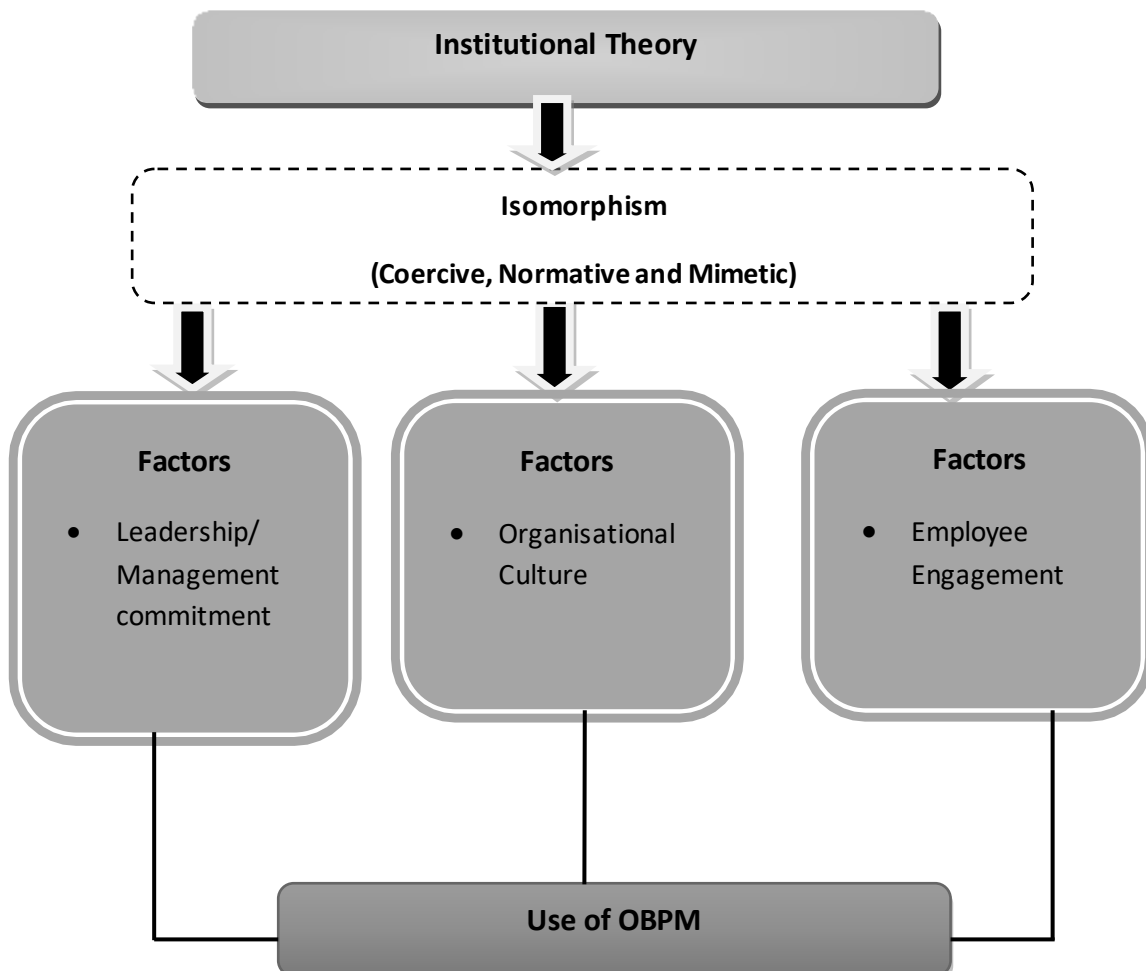 Institutional Theory
Isomorphism
(Coercive, Normative and Mimetic)
Factors
• Leadership/
Management
commitment
Factors
• Organisational
Culture
Factors
• Employee
Engagement
Use of OBPM